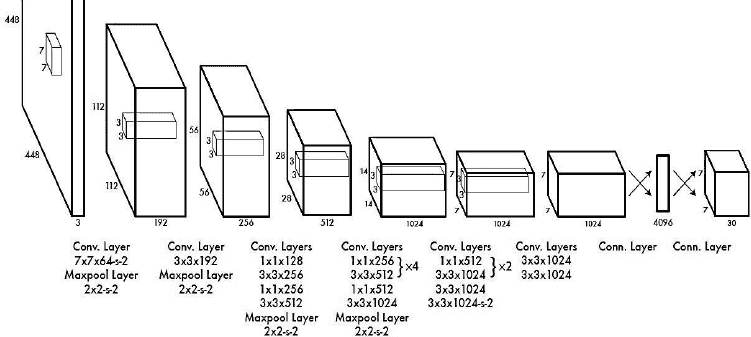 448
7
7
448
3
112
3
3
112
192
56
3
3
56
256
28
3
3
28
512
14
3
3
14
1024
7
3
3
7
1024
7
7
1024
4096
7
7
30
Conv. Layer
7x7x64-s-2
Maxpool Layer
2x2-s-2
Conv. Layer
3x3x192
Maxpool Layer
2x2-s-2
Conv. Layers
1x1x128
3x3x256
1x1x256
3x3x512
Maxpool Layer
2x2-s-2
Conv. Layers
1x1x256
3x3x512
}×4
1x1x512
3x3x1024
Maxpool Layer
2x2-s-2
Conv. Layers
1x1x512
3x3x1024
}×2
3x3x1024
3x3x1024-s-2
Conv. Layers
3x3x1024
3x3x1024
Conn. Layer
Conn. Layer